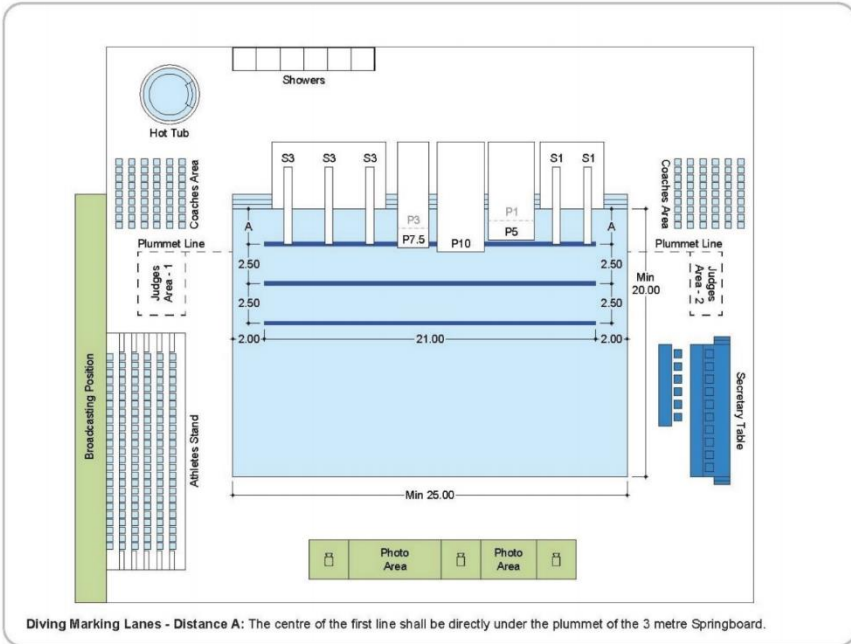 Showers
Hot Tub
S3 S3 S3 S1 S1
Coaches Area
Coaches Area
P3
P1
A
A
P7.5
P10
P5
Plummet Line
Plummet Line
Judges
Area - 1
Judges
Area - 2
2.50
2.50
Min
20.00
2.50
2.50
2.00 21.00 2.00
Broadcasting Position
Athletes Stand
Secretary Table
Min 25.00
Photo
Area
Photo
Area
Diving Marking Lanes - Distance A: The centre of the first line shall be directly under the plummet of the 3 metre Springboard.